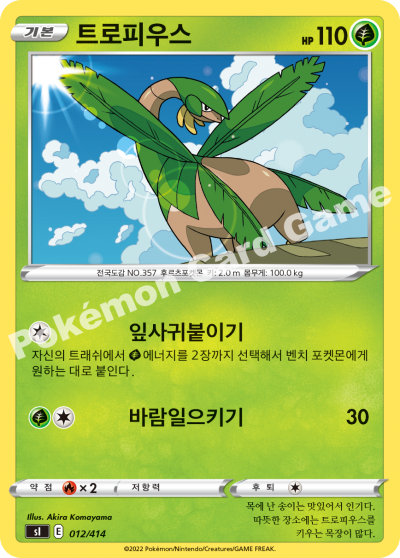 기본 트로피우스 HP 110
전국도감 NO.357 후르츠포켓몬 키: 2.0 m 몸무게: 100.0 kg
Pokémon Card Game
잎사귀붙이기
자신의 트래쉬에서 에너지를 2장까지 선택해서 벤치 포켓몬에게
원하는 대로 붙인다.
바람일으키기 30
약점 ×2 저항력 후퇴
Illus. Akira Komayama
sI E 012/414
목에 난 송이는 맛있어서 인기다.
따뜻한 장소에는 트로피우스를
키우는 목장이 많다.
©2022 Pokémon/Nintendo/Creatures/GAME FREAK.